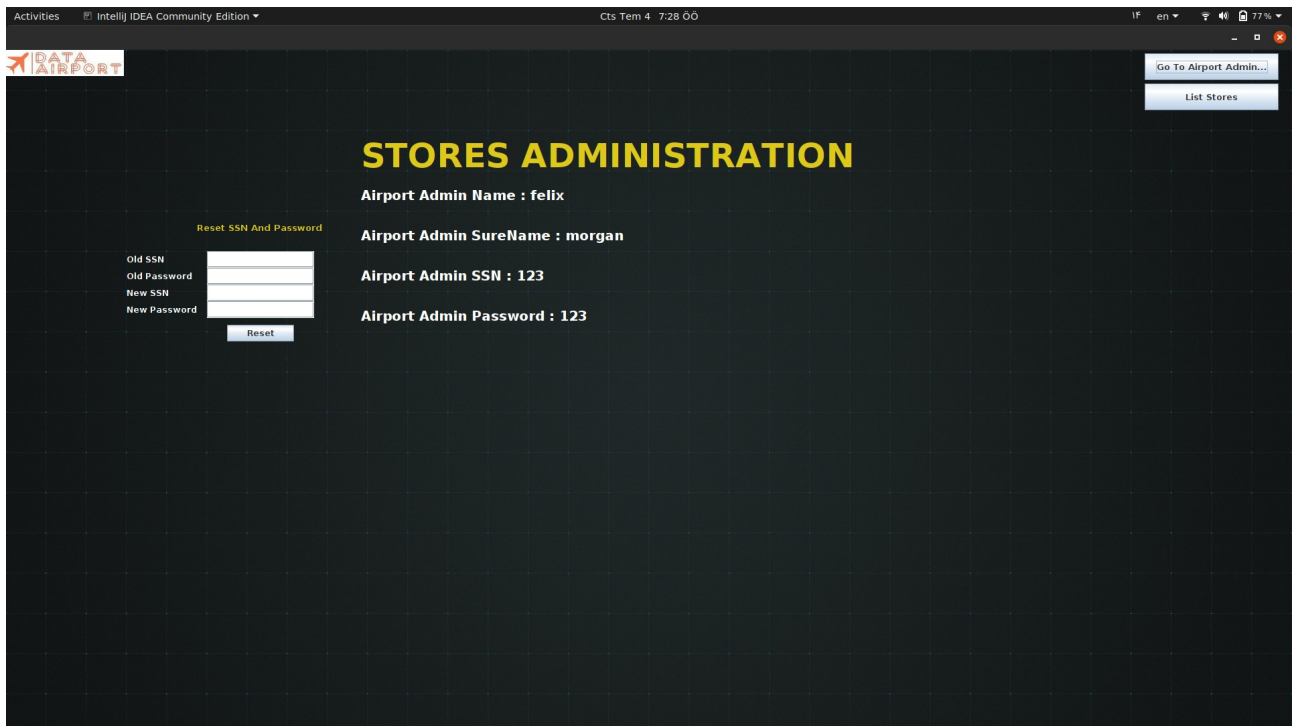 Activities IntelliJ IDEA Community Edition Cts Tem 4 7:28 ÖÖ ۱۴ en 77 %
DATA
AIRPORT
Go To Airport Admin...
List Stores
STORES ADMINISTRATION
Airport Admin Name : felix
Airport Admin SureName : morgan
Airport Admin SSN : 123
Airport Admin Password : 123
Reset SSN And Password
Old SSN
Old Password
New SSN
New Password
Reset